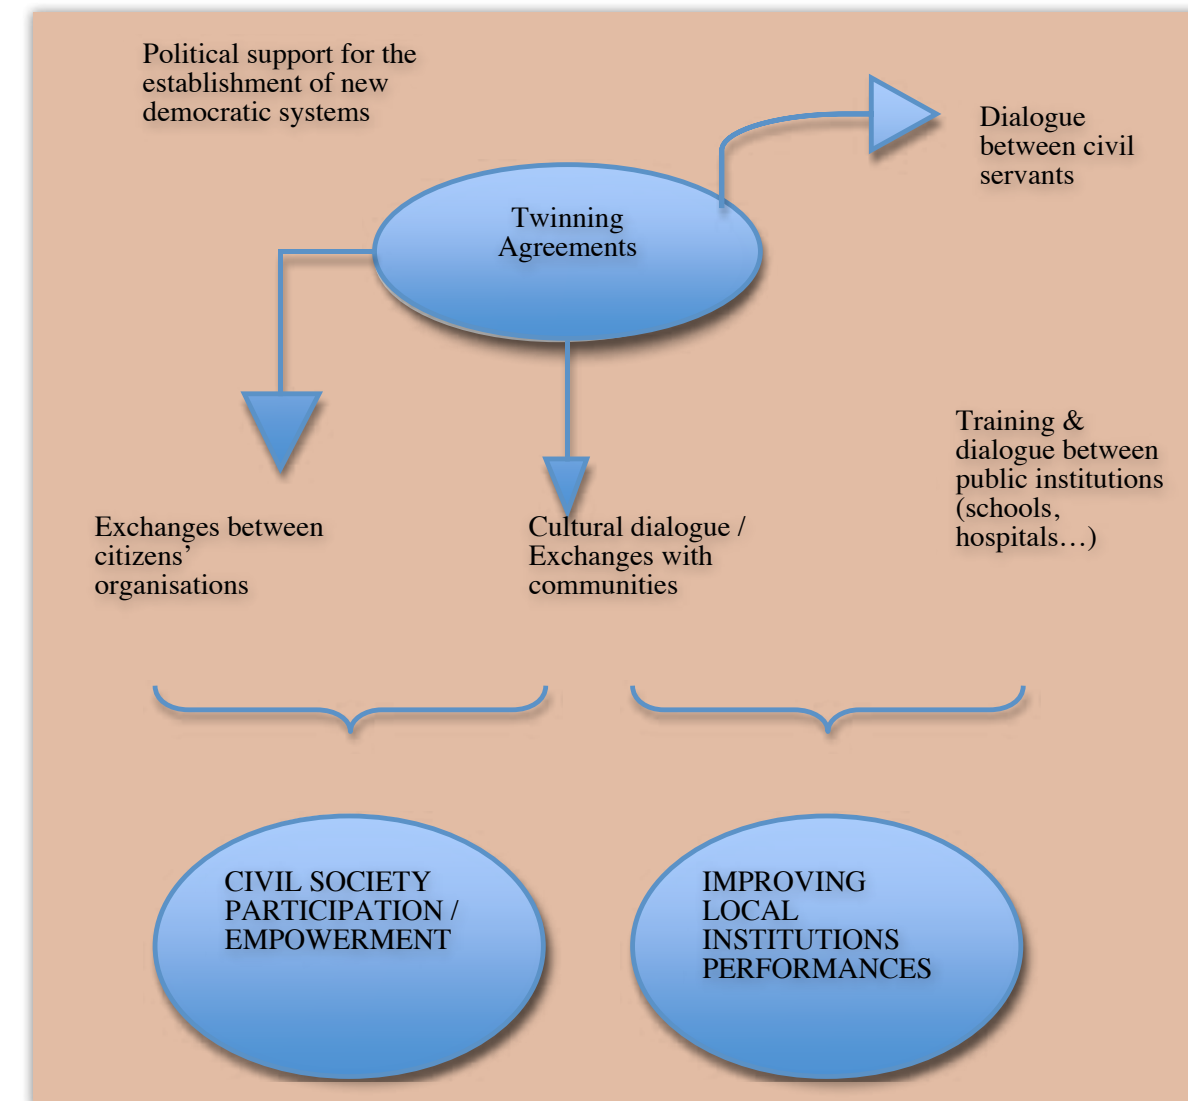 Political support for the
establishment of new
democratic systems
Dialogue
between civil
servants
Twinning
Agreements
Training &
dialogue between
public institutions
(schools,
hospitals…)
Exchanges between
citizens’
organisations
Cultural dialogue /
Exchanges with
communities
CIVIL SOCIETY
PARTICIPATION /
EMPOWERMENT
IMPROVING
LOCAL
INSTITUTIONS
PERFORMANCES